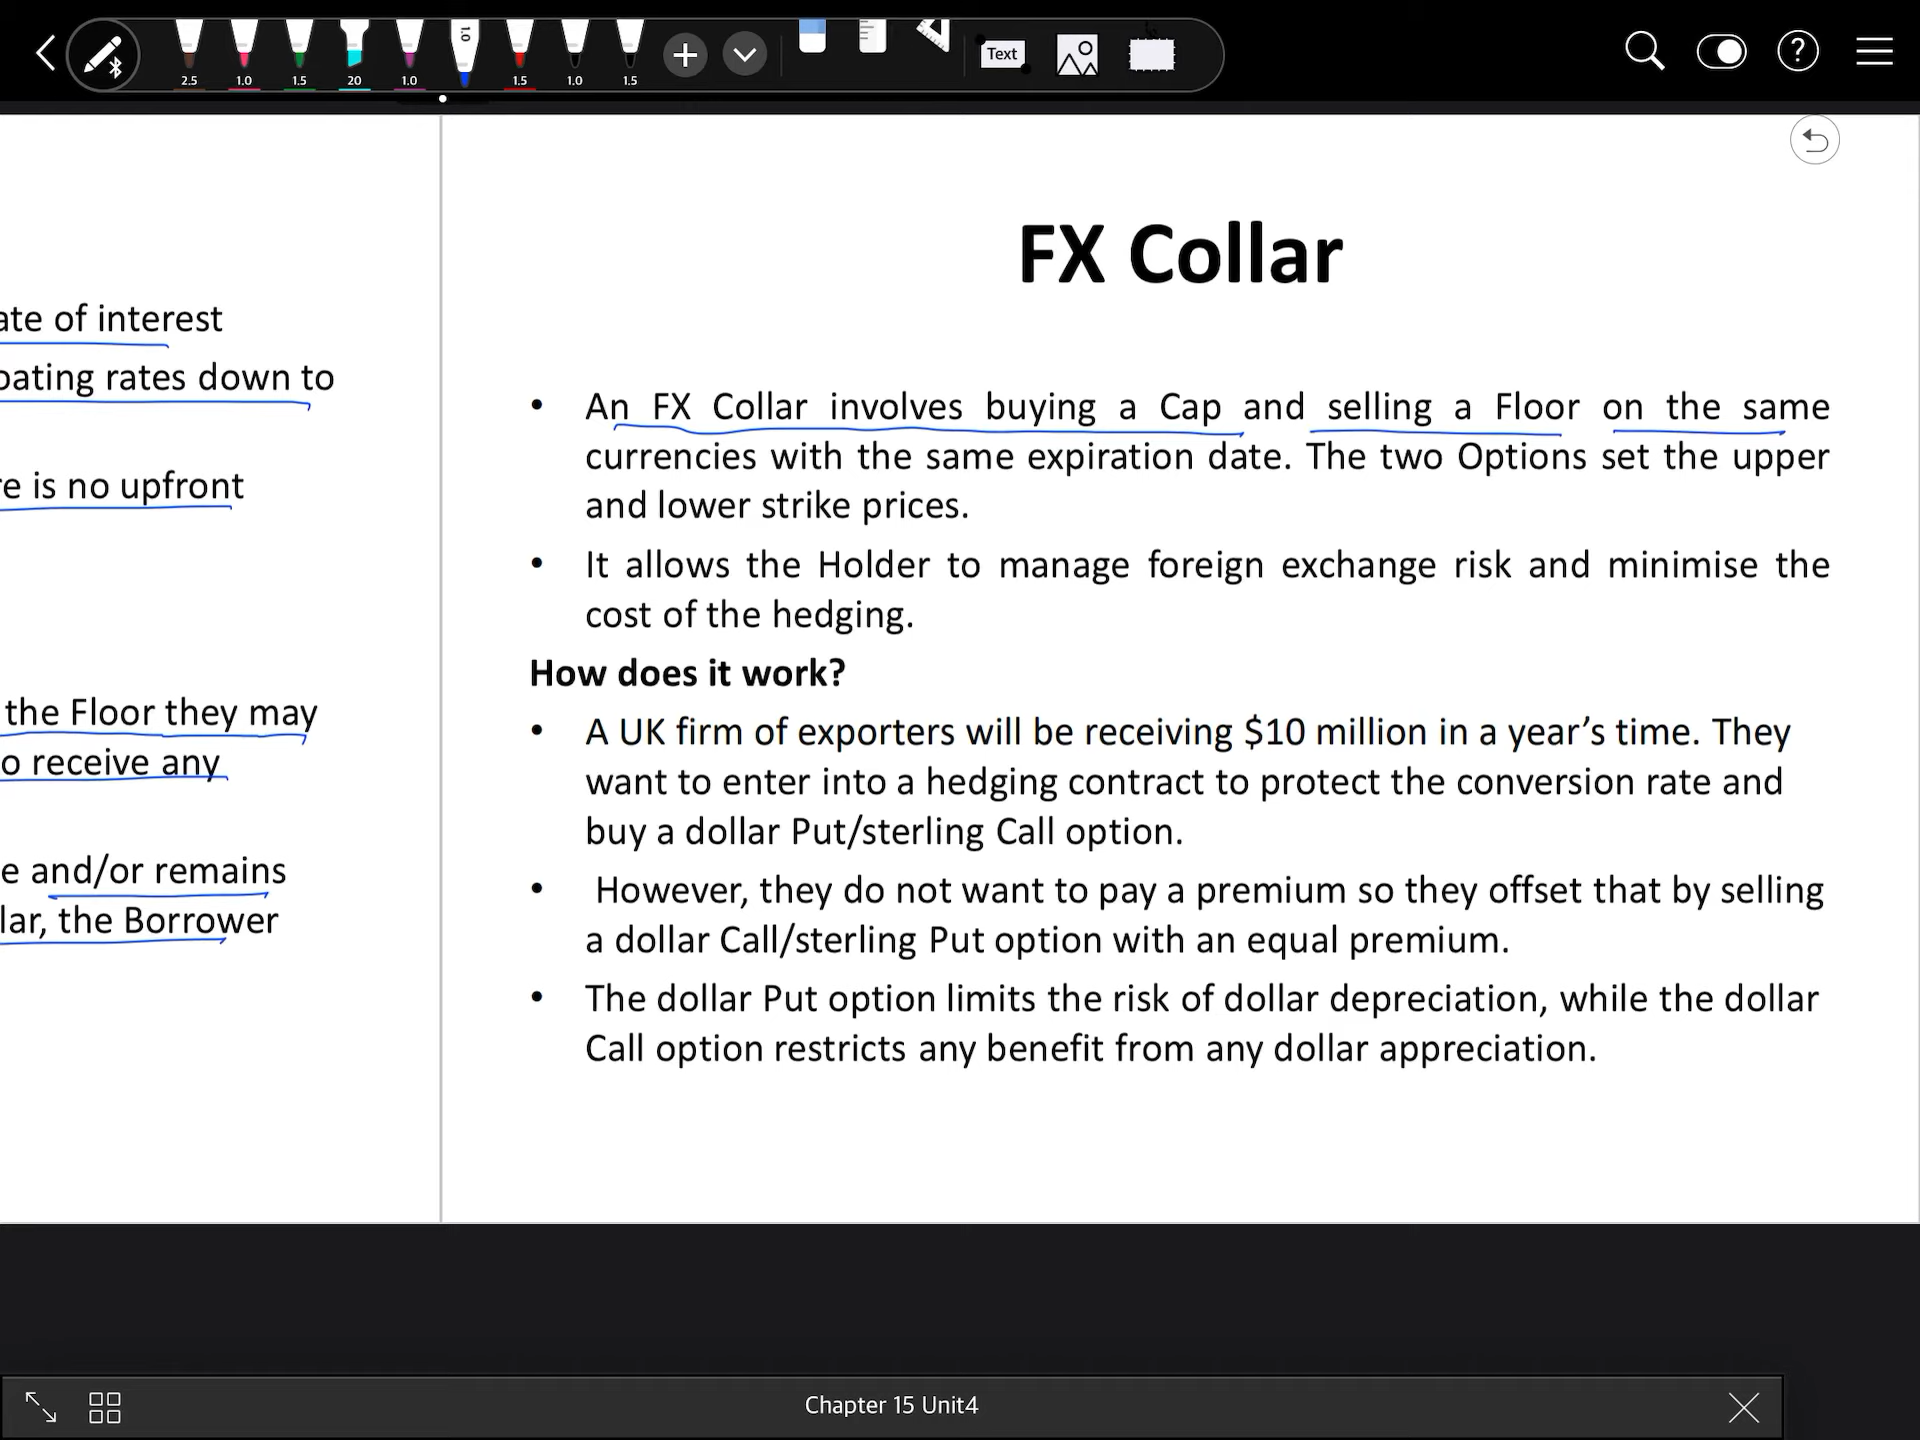 2.5
1.0
1.5
20
1.0
1.0
1.5
1.0
1.5
Text
?
ate of interest
oating rates down to
re is no upfront
the Floor they may
o receive any
e and/or remains
lar, the Borrower
FX Collar
• An FX Collar involves buying a Cap and selling a Floor on the same
currencies with the same expiration date. The two Options set the upper
and lower strike prices.
• It allows the Holder to manage foreign exchange risk and minimise the
cost of the hedging.
How does it work?
• A UK firm of exporters will be receiving $10 million in a year’s time. They
want to enter into a hedging contract to protect the conversion rate and
buy a dollar Put/sterling Call option.
• However, they do not want to pay a premium so they offset that by selling
a dollar Call/sterling Put option with an equal premium.
• The dollar Put option limits the risk of dollar depreciation, while the dollar
Call option restricts any benefit from any dollar appreciation.
Chapter 15 Unit4